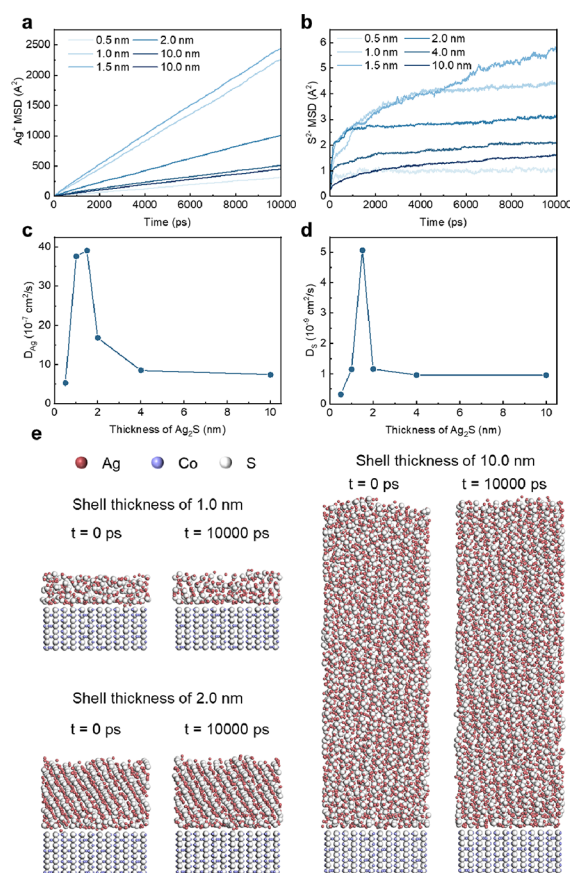 a
0.5 nm 2.0 nm
1.0 nm 10.0 nm
1.5 nm 10.0 nm
Ag⁺ MSD (A²)
2500
2000
1500
1000
500
0
0 2000 4000 6000 8000 10000
Time (ps)
b
0.5 nm 2.0 nm
1.0 nm 4.0 nm
1.5 nm 10.0 nm
S²⁻ MSD (A²)
6
5
4
3
2
1
0
0 2000 4000 6000 8000 10000
Time (ps)
c
D_Ag (10⁻⁷ cm²/s)
40
30
20
10
0
0 2 4 6 8 10
Thickness of Ag₂S (nm)
d
D_S (10⁻⁹ cm²/s)
5
4
3
2
1
0
0 2 4 6 8 10
Thickness of Ag₂S (nm)
e
Ag Co S
Shell thickness of 1.0 nm
t = 0 ps t = 10000 ps
Shell thickness of 2.0 nm
t = 0 ps t = 10000 ps
Shell thickness of 10.0 nm
t = 0 ps t = 10000 ps